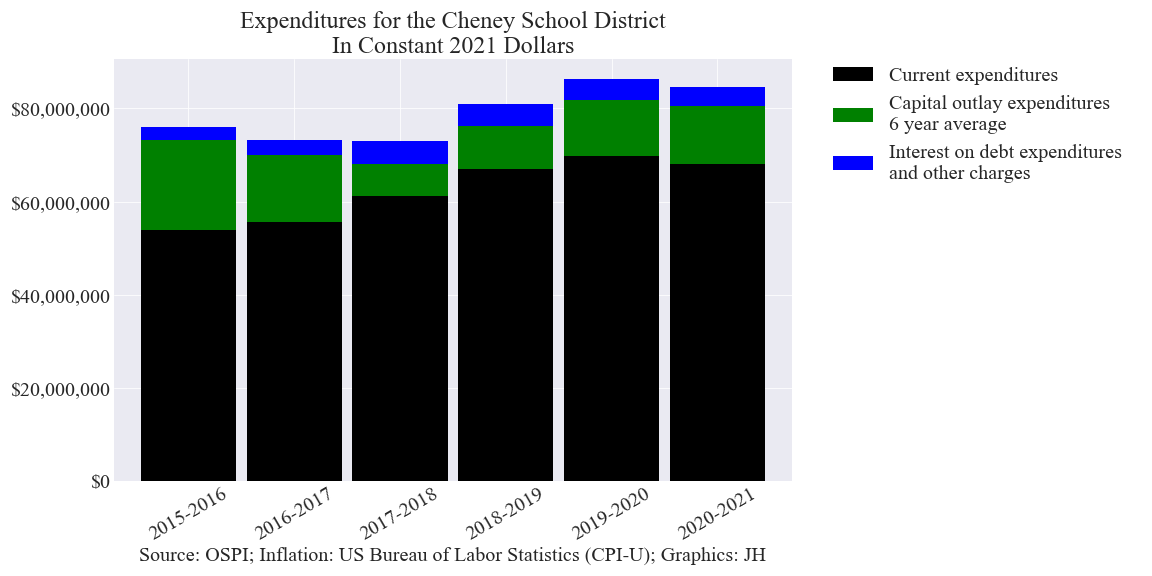 Expenditures for the Cheney School District
In Constant 2021 Dollars
$80,000,000
$60,000,000
$40,000,000
$20,000,000
$0
2015-2016
2016-2017
2017-2018
2018-2019
2019-2020
2020-2021
Source: OSPI; Inflation: US Bureau of Labor Statistics (CPI-U); Graphics: JH
Current expenditures
Capital outlay expenditures
6 year average
Interest on debt expenditures
and other charges